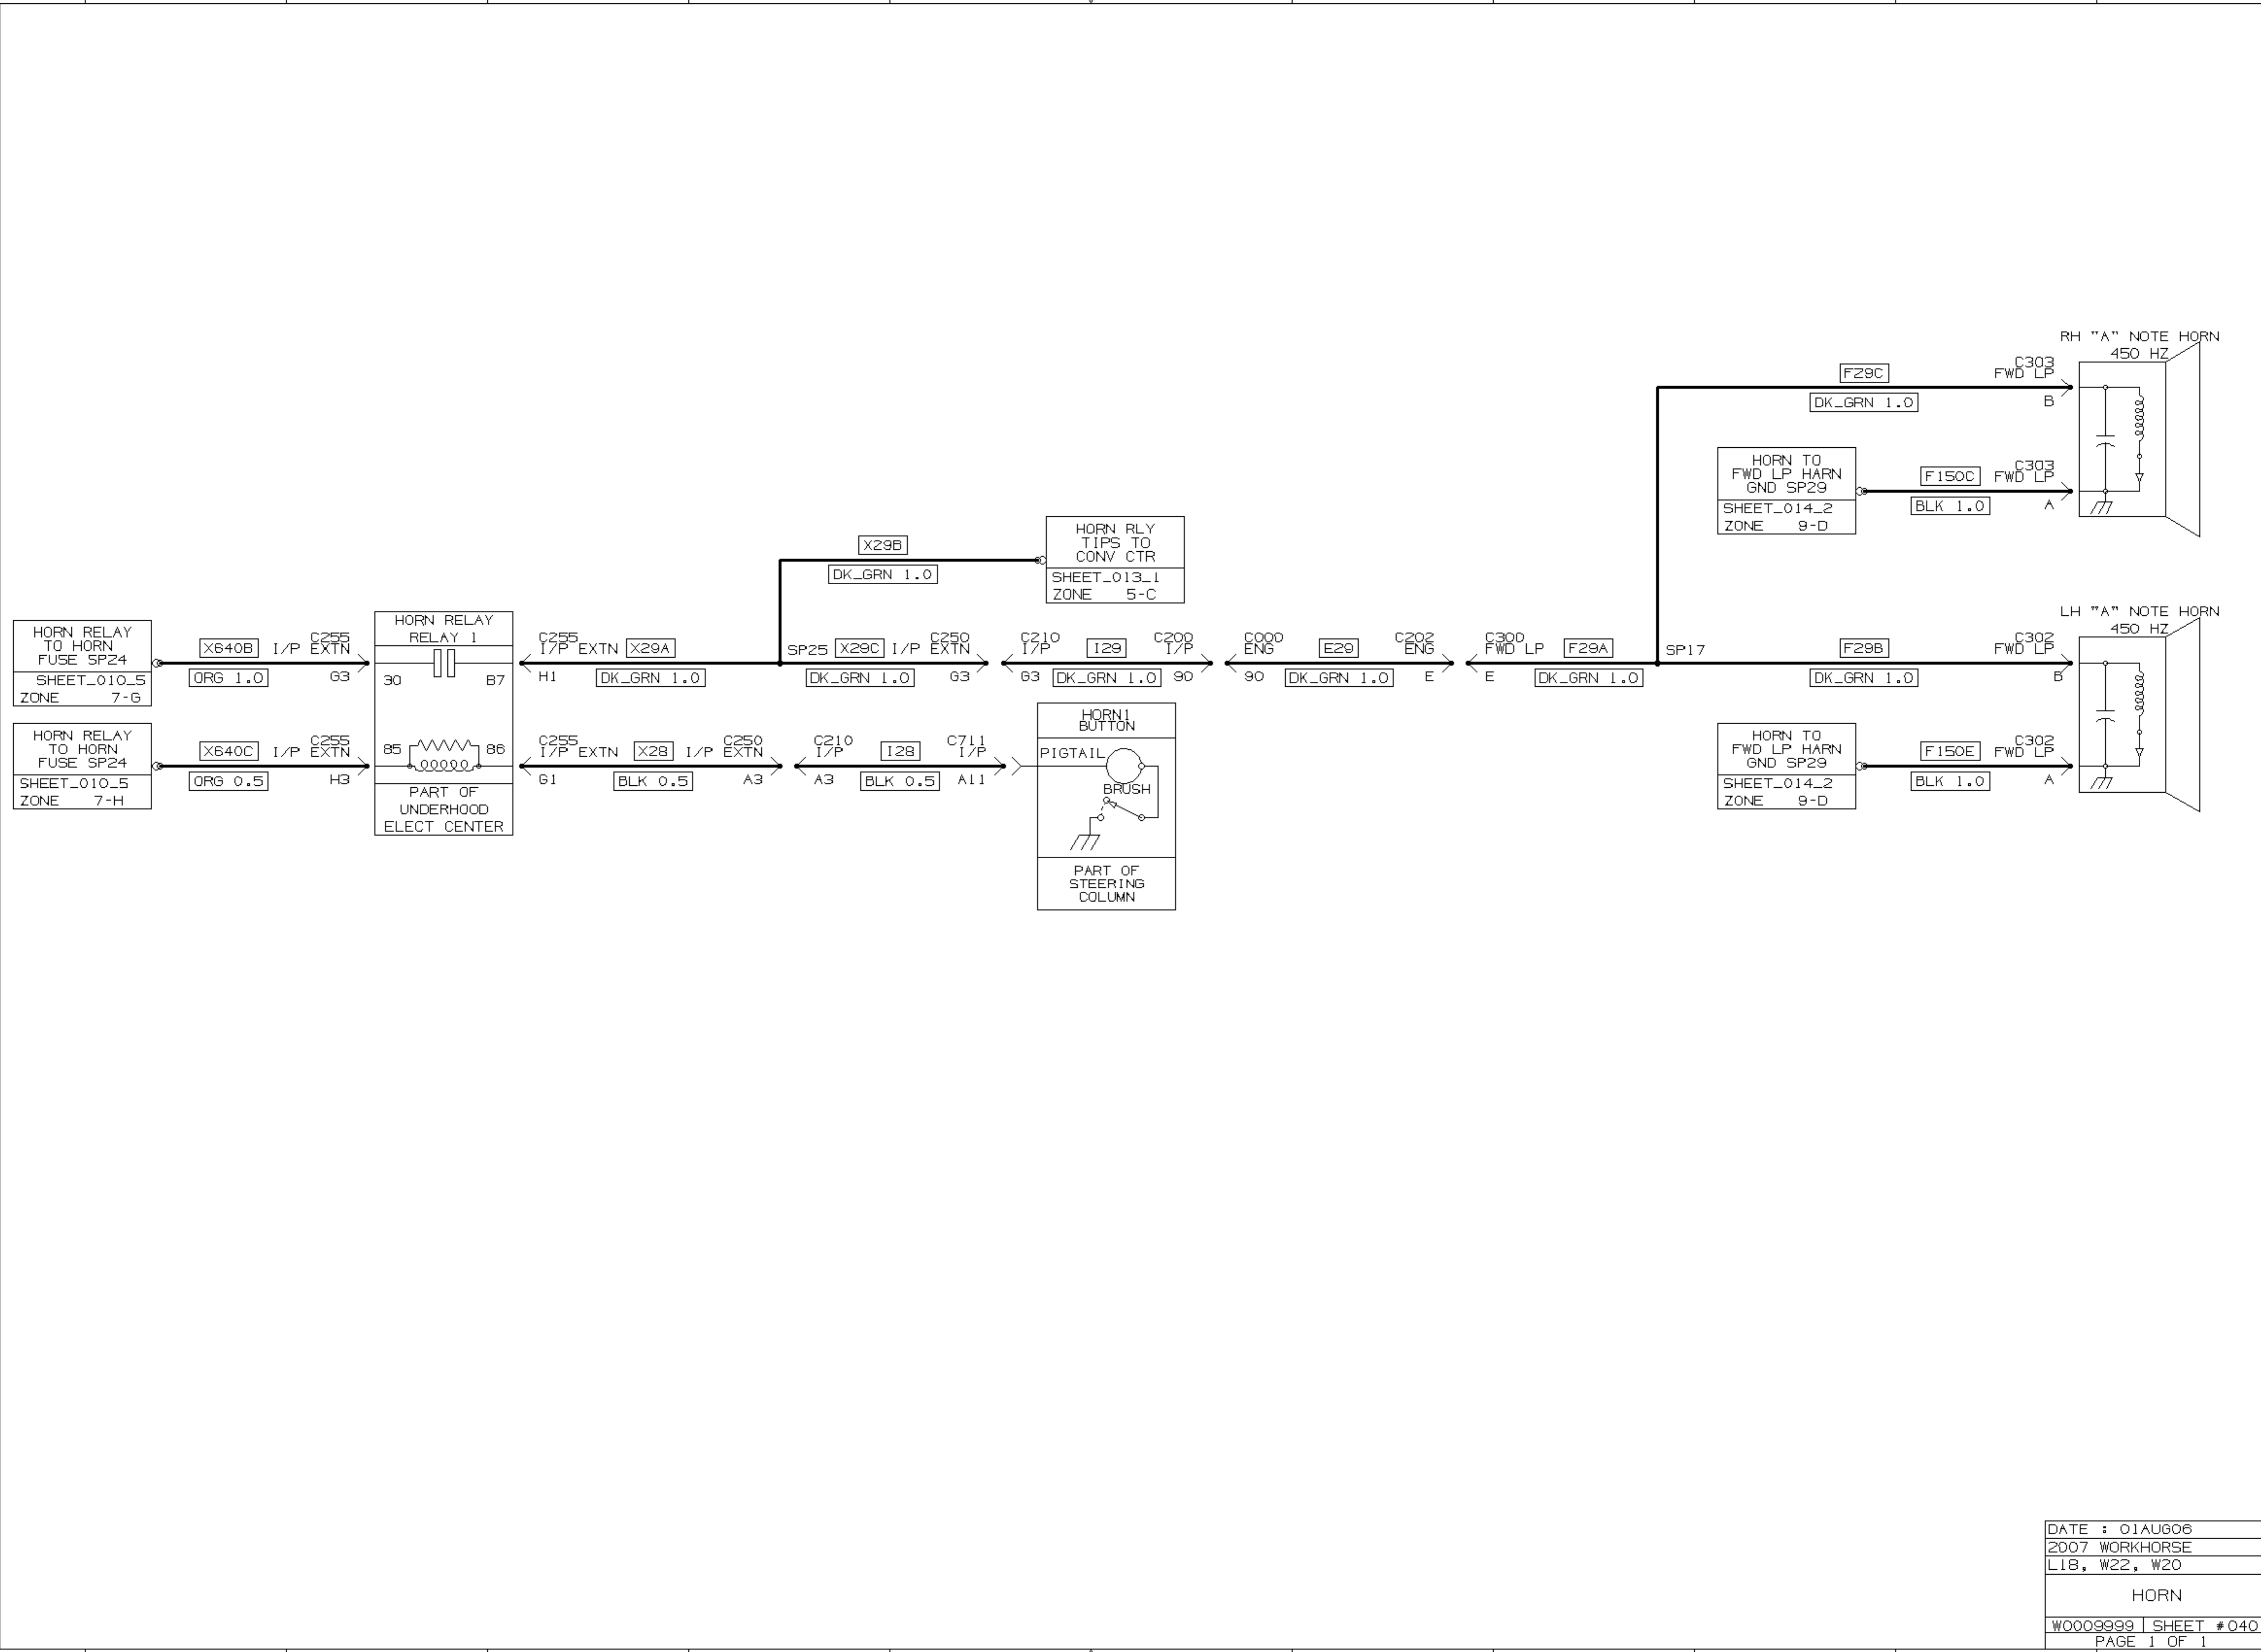 RH "A" NOTE HORN
450 HZ
C303
FWD LP
F29C
DK_GRN 1.0
B
HORN TO
FWD LP HARN
GND SP29
SHEET_014_2
ZONE 9-D
F150C
BLK 1.0
C303
FWD LP
A
HORN RLY
TIPS TO
CONV CTR
SHEET_013_1
ZONE 5-C
X29B
DK_GRN 1.0
LH "A" NOTE HORN
450 HZ
HORN RELAY
TO HORN
FUSE SP24
SHEET_010_5
ZONE 7-G
X640B
ORG 1.0
C255
I/P EXTN
G3
HORN RELAY
RELAY 1
30
87
C255
I/P EXTN
H1
X29A
DK_GRN 1.0
SP25
X29C
DK_GRN 1.0
C250
I/P EXTN
G3
C210
I/P
G3
I29
DK_GRN 1.0
C200
I/P
90
C000
ENG
90
E29
DK_GRN 1.0
C202
ENG
E
C300
FWD LP
E
F29A
DK_GRN 1.0
SP17
F29B
DK_GRN 1.0
C302
FWD LP
B
HORN RELAY
TO HORN
FUSE SP24
SHEET_010_5
ZONE 7-H
X640C
ORG 0.5
C255
I/P EXTN
H3
85
86
PART OF
UNDERHOOD
ELECT CENTER
C255
I/P EXTN
G1
X28
BLK 0.5
C250
I/P EXTN
A3
C210
I/P
A3
I28
BLK 0.5
C711
I/P
A11
HORN1
BUTTON
PIGTAIL
BRUSH
PART OF
STEERING
COLUMN
HORN TO
FWD LP HARN
GND SP29
SHEET_014_2
ZONE 9-D
F150E
BLK 1.0
C302
FWD LP
A
DATE : 01AUG06
2007 WORKHORSE
L18, W22, W20
HORN
W0009999 SHEET #040
PAGE 1 OF 1